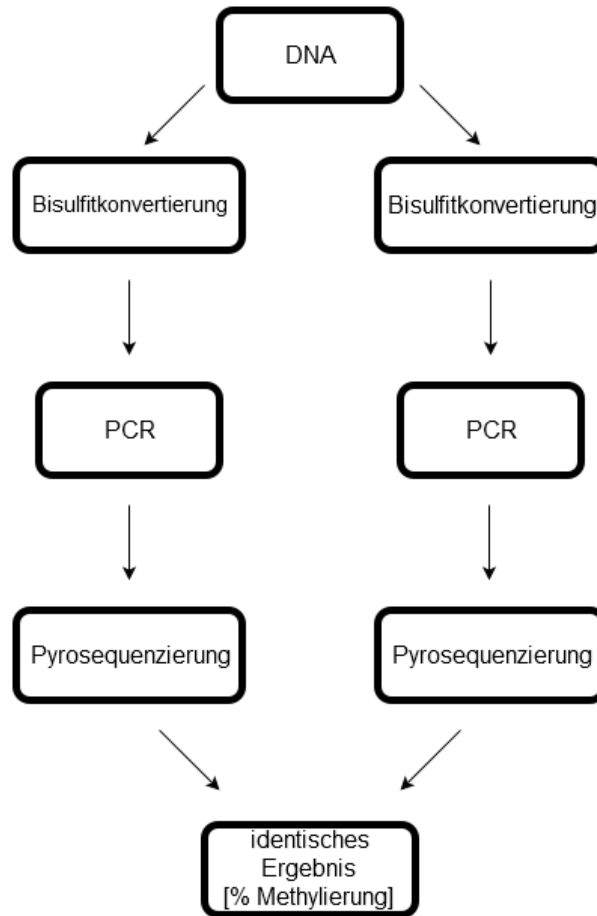 DNA
Bisulfitkonvertierung
Bisulfitkonvertierung
PCR
PCR
Pyrosequenzierung
Pyrosequenzierung
identisches
Ergebnis
[% Methylierung]